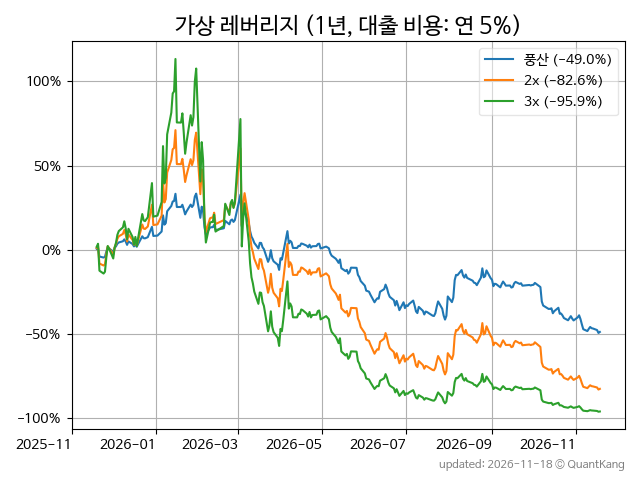 가상 레버리지 (1년, 대출 비용: 연 5%)
풍산 (-49.0%)
2x (-82.6%)
3x (-95.9%)
100%
50%
0%
-50%
-100%
2025-11 2026-01 2026-03 2026-05 2026-07 2026-09 2026-11
updated: 2026-11-18 © QuantKang